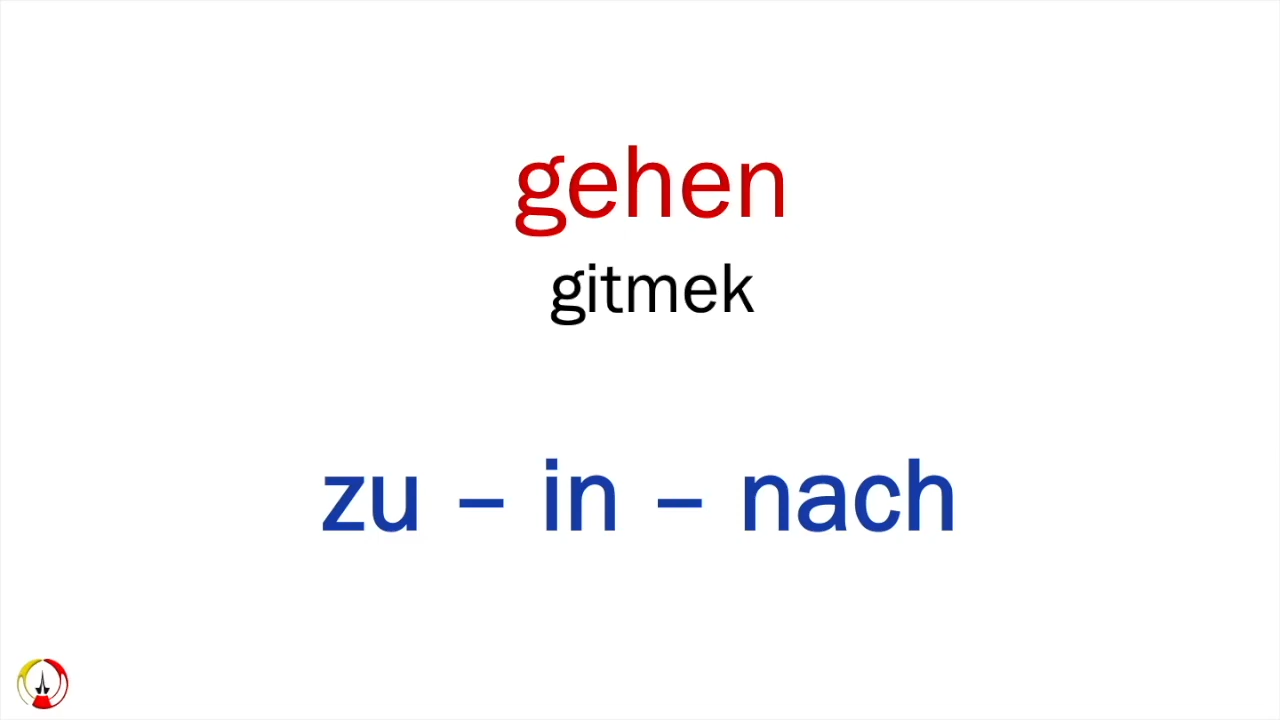 gehen
gitmek
zu – in – nach